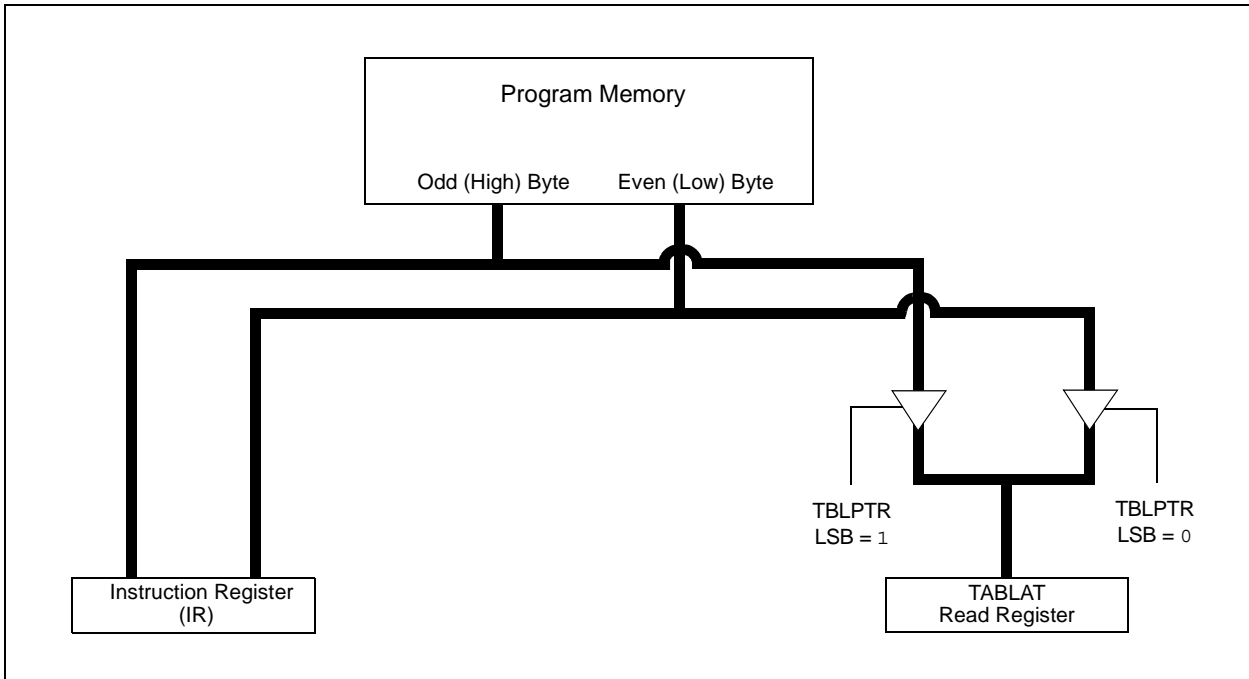 Program Memory
Odd (High) Byte
Even (Low) Byte
TBLPTR
LSB = 1
TBLPTR
LSB = 0
Instruction Register
(IR)
TABLAT
Read Register